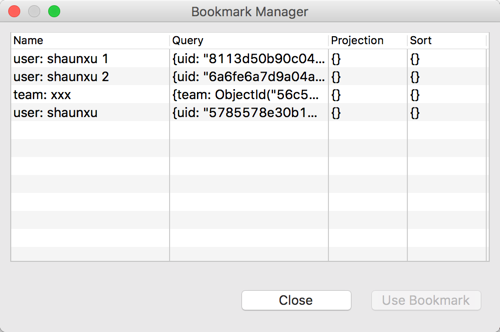 Bookmark Manager
Name Query Projection Sort
user: shaunxu 1 {uid: "8113d50b90c04... {} {}
user: shaunxu 2 {uid: "6a6fe6a7d9a04a... {} {}
team: xxx {team: ObjectId("56c5... {} {}
user: shaunxu {uid: "5785578e30b1... {} {}
Close Use Bookmark